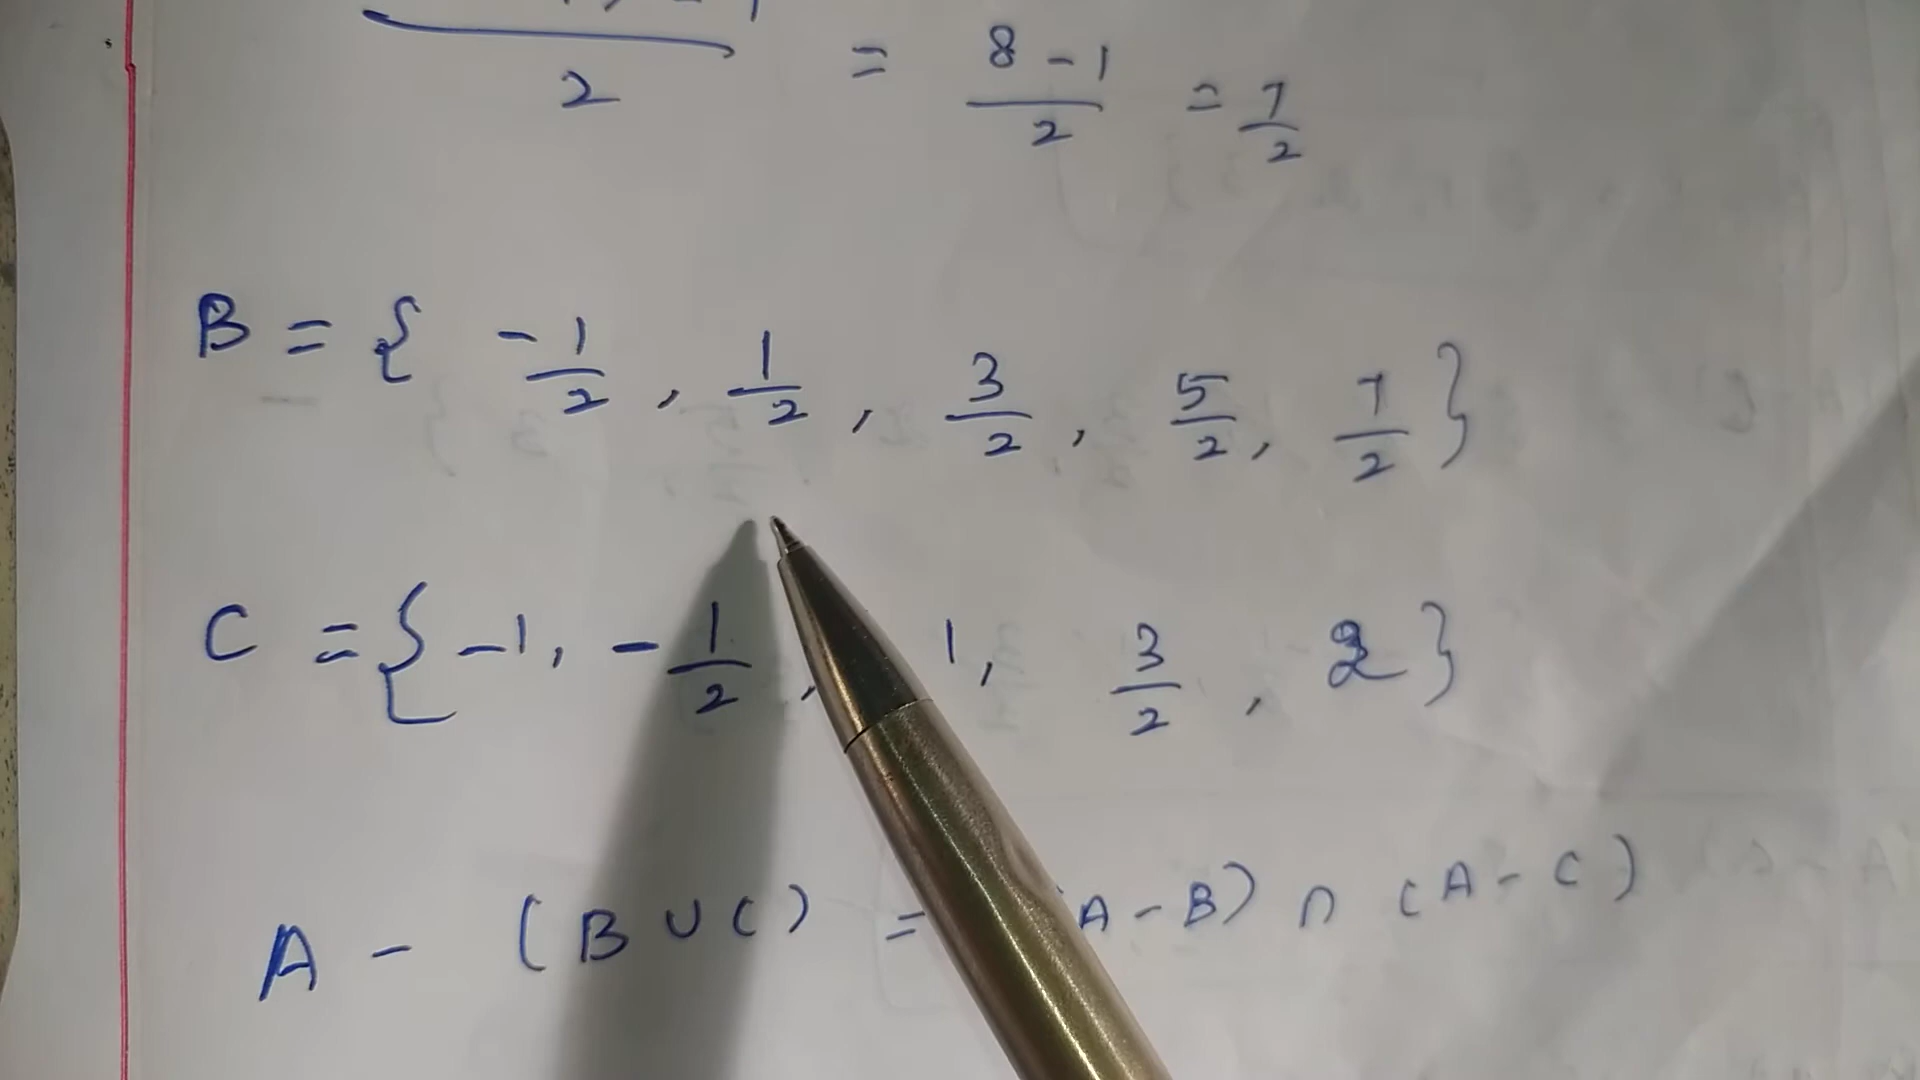 2 = 8 - 1 / 2 = 7 / 2
B = { -1/2 , 1/2 , 3/2 , 5/2 , 7/2 }
C = { -1 , - 1/2 , 1 , 3/2 , 2 }
A - ( B ∪ C ) = A - B ) ∩ ( A - C )